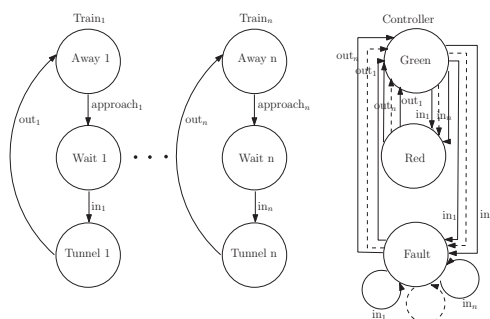 Train₁
Away 1
approach₁
out₁
Wait 1
in₁
Tunnel 1
Trainₙ
Away n
approachₙ
outₙ
Wait n
inₙ
Tunnel n
Controller
Green
outₙ
out₁
outₙ
out₁
in₁
inₙ
Red
in₁
in
Fault
in₁
inₙ